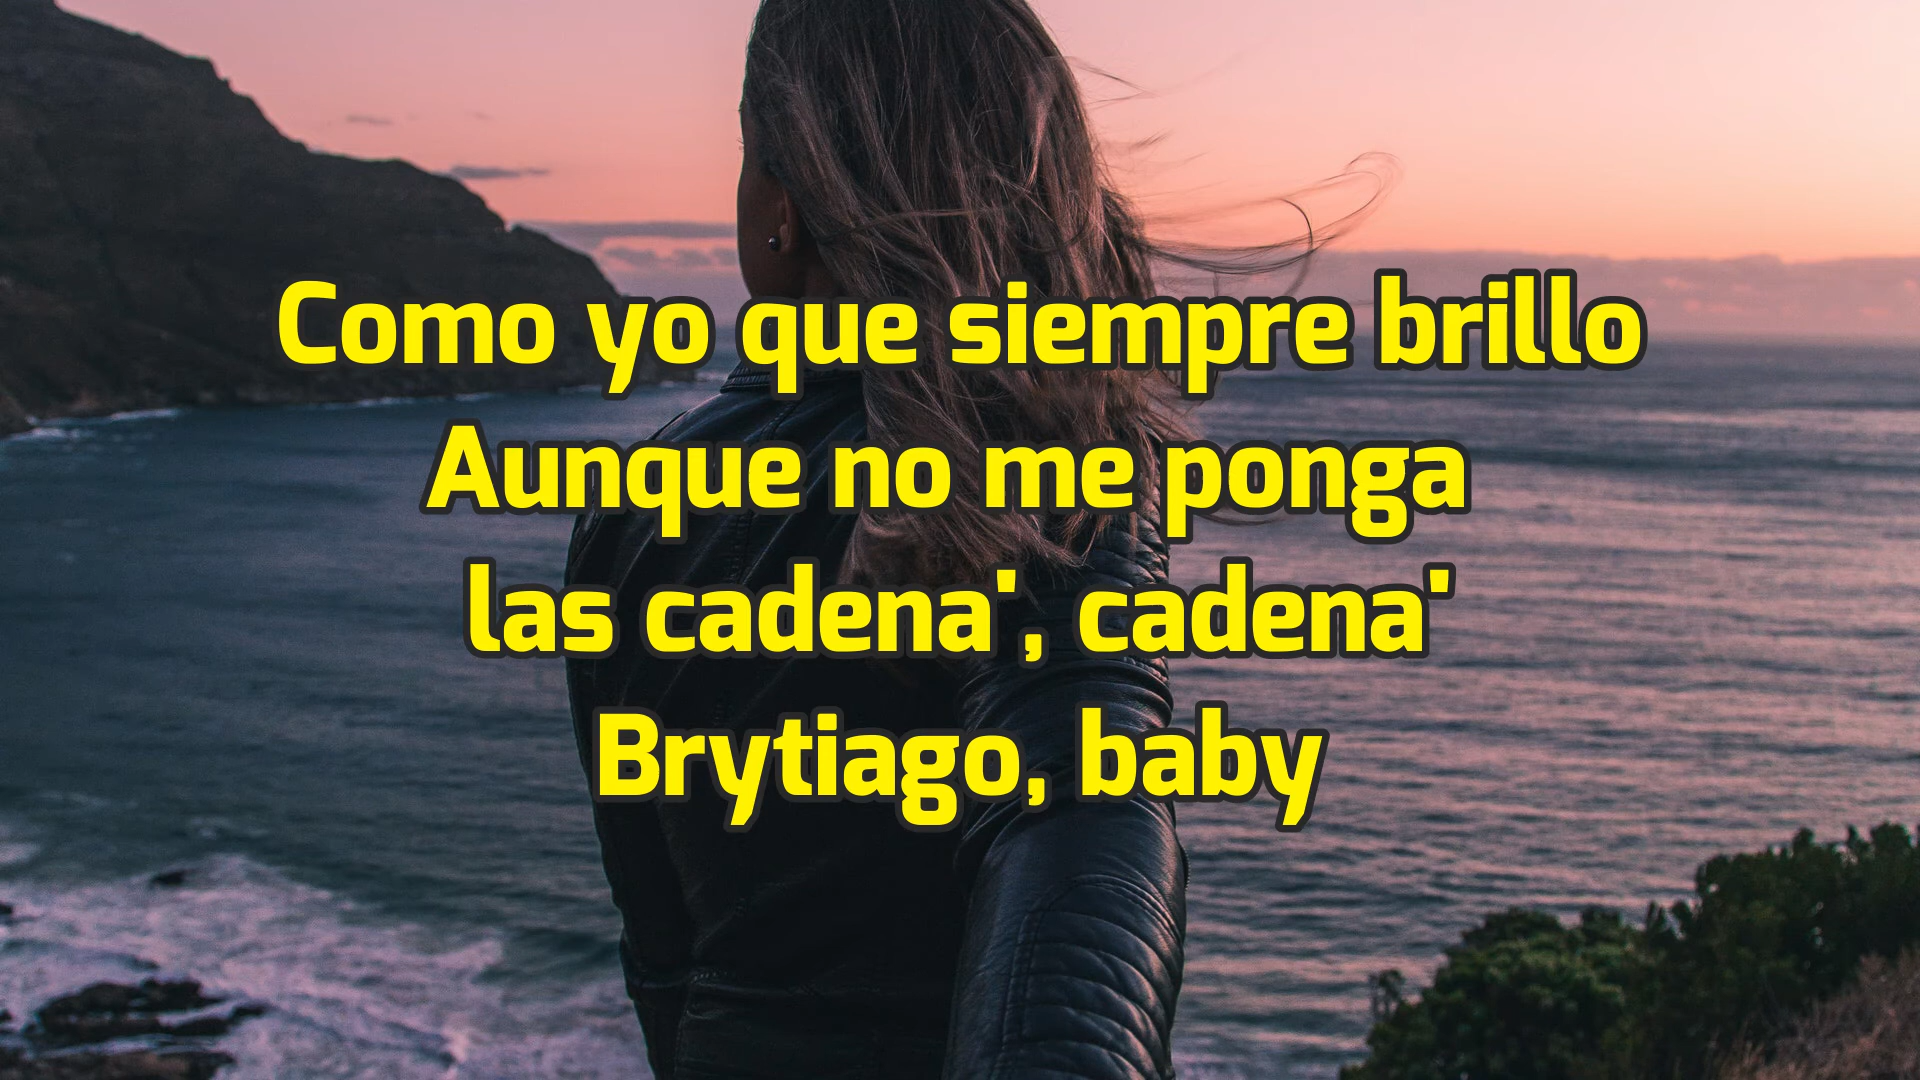 Como yo que siempre brillo
Aunque no me ponga
las cadena', cadena'
Brytiago, baby